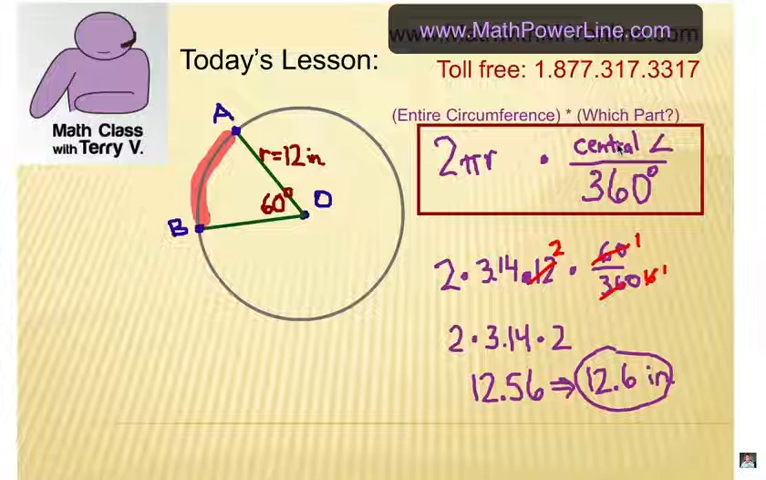 www.MathPowerLine.com
Today's Lesson:
Toll free: 1.877.317.3317
Math Class
with Terry V.
(Entire Circumference) * (Which Part?)
2πr · central ∠
360°
A
r=12 in
60°
O
B
2 · 3.14 · 12 2 · 60 1
360 6 1
2 · 3.14 · 2
12.56 ⇒ 12.6 in